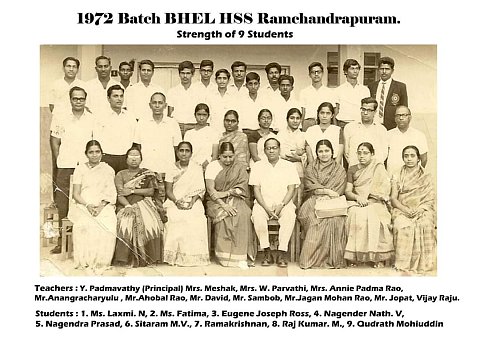 1972 Batch BHEL HSS Ramchandrapuram.
Strength of 9 Students
Teachers : Y. Padmavathy (Principal) Mrs. Meshak, Mrs. W. Parvathi, Mrs. Annie Padma Rao,
Mr.Anangracharyulu , Mr.Ahobal Rao, Mr. David, Mr. Sambob, Mr.Jagan Mohan Rao, Mr. Jopat, Vijay Raju.
Students : 1. Ms. Laxmi. N, 2. Ms. Fatima, 3. Eugene Joseph Ross, 4. Nagender Nath. V,
5. Nagendra Prasad, 6. Sitaram M.V., 7. Ramakrishnan, 8. Raj Kumar. M., 9. Qudrath Mohiuddin